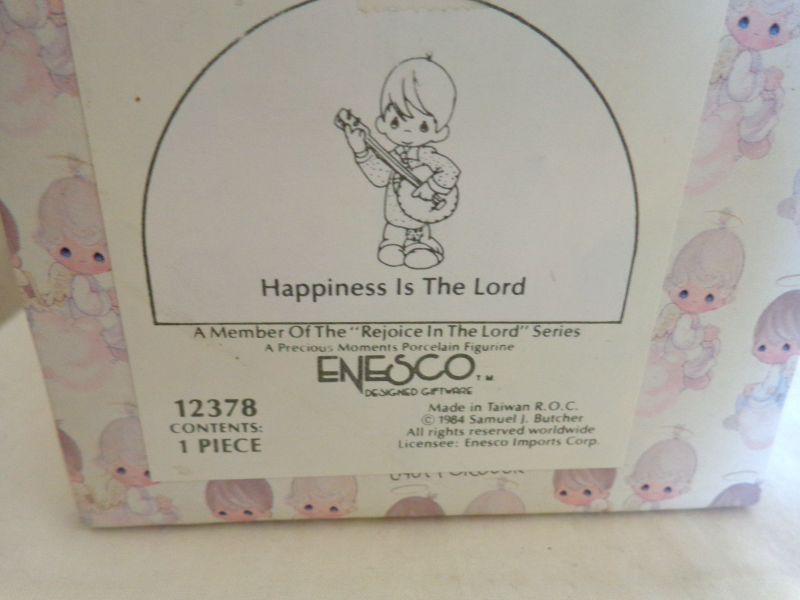 Happiness Is The Lord
A Member Of The "Rejoice In The Lord" Series
A Precious Moments Porcelain Figurine
ENESCO TM
DESIGNED GIFTWARE
12378
CONTENTS:
1 PIECE
Made in Taiwan R.O.C.
© 1984 Samuel J. Butcher
All rights reserved worldwide
Licensee: Enesco Imports Corp.